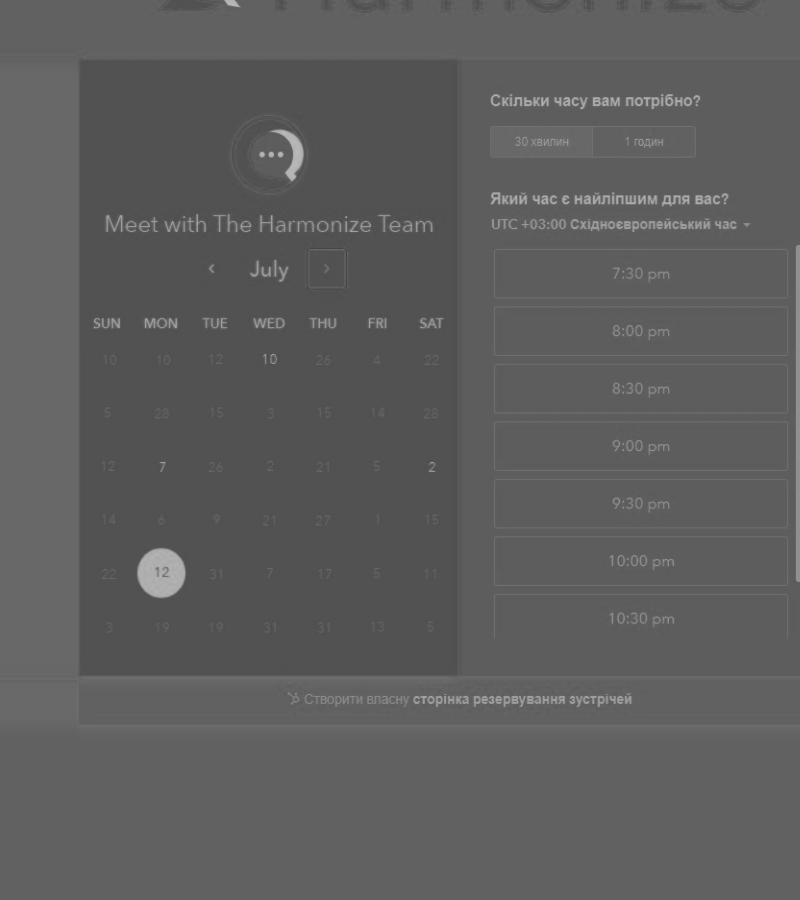 Harmonize
Meet with The Harmonize Team
July
SUN MON TUE WED THU FRI SAT
10 10 12 10 26 4 22
5 28 15 3 15 14 28
12 7 26 2 21 5 2
14 6 9 21 27 1 15
22 12 31 7 17 5 11
3 19 19 31 31 13 5
Скільки часу вам потрібно?
30 хвилин 1 годин
Який час є найліпшим для вас?
UTC +03:00 Східноєвропейський час
7:30 pm
8:00 pm
8:30 pm
9:00 pm
9:30 pm
10:00 pm
10:30 pm
Створити власну сторінка резервування зустрічей